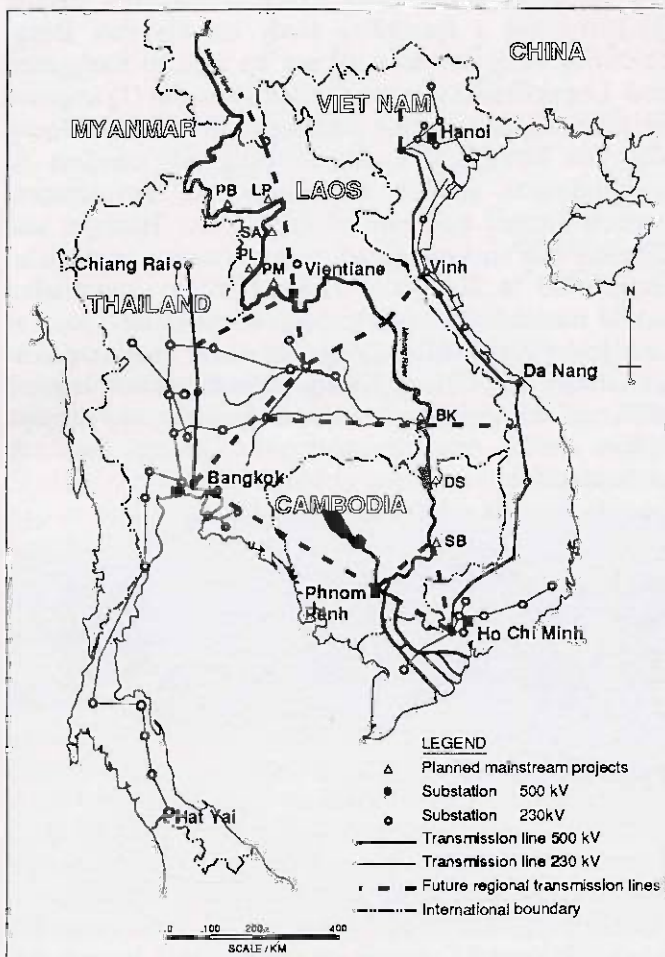 CHINA
VIET NAM
MYANMAR
Hanoi
PB
LP
LAOS
SA
PL
Chiang Rai
PM
Vientiane
Vinh
THAILAND
N
Da Nang
BK
Bangkok
DS
CAMBODIA
SB
Phnom
Penh
Ho Chi Minh
Hat Yai
LEGEND
Planned mainstream projects
Substation 500 kV
Substation 230kV
Transmission line 500 kV
Transmission line 230 kV
Future regional transmission lines
International boundary
0 200 400
SCALE / KM